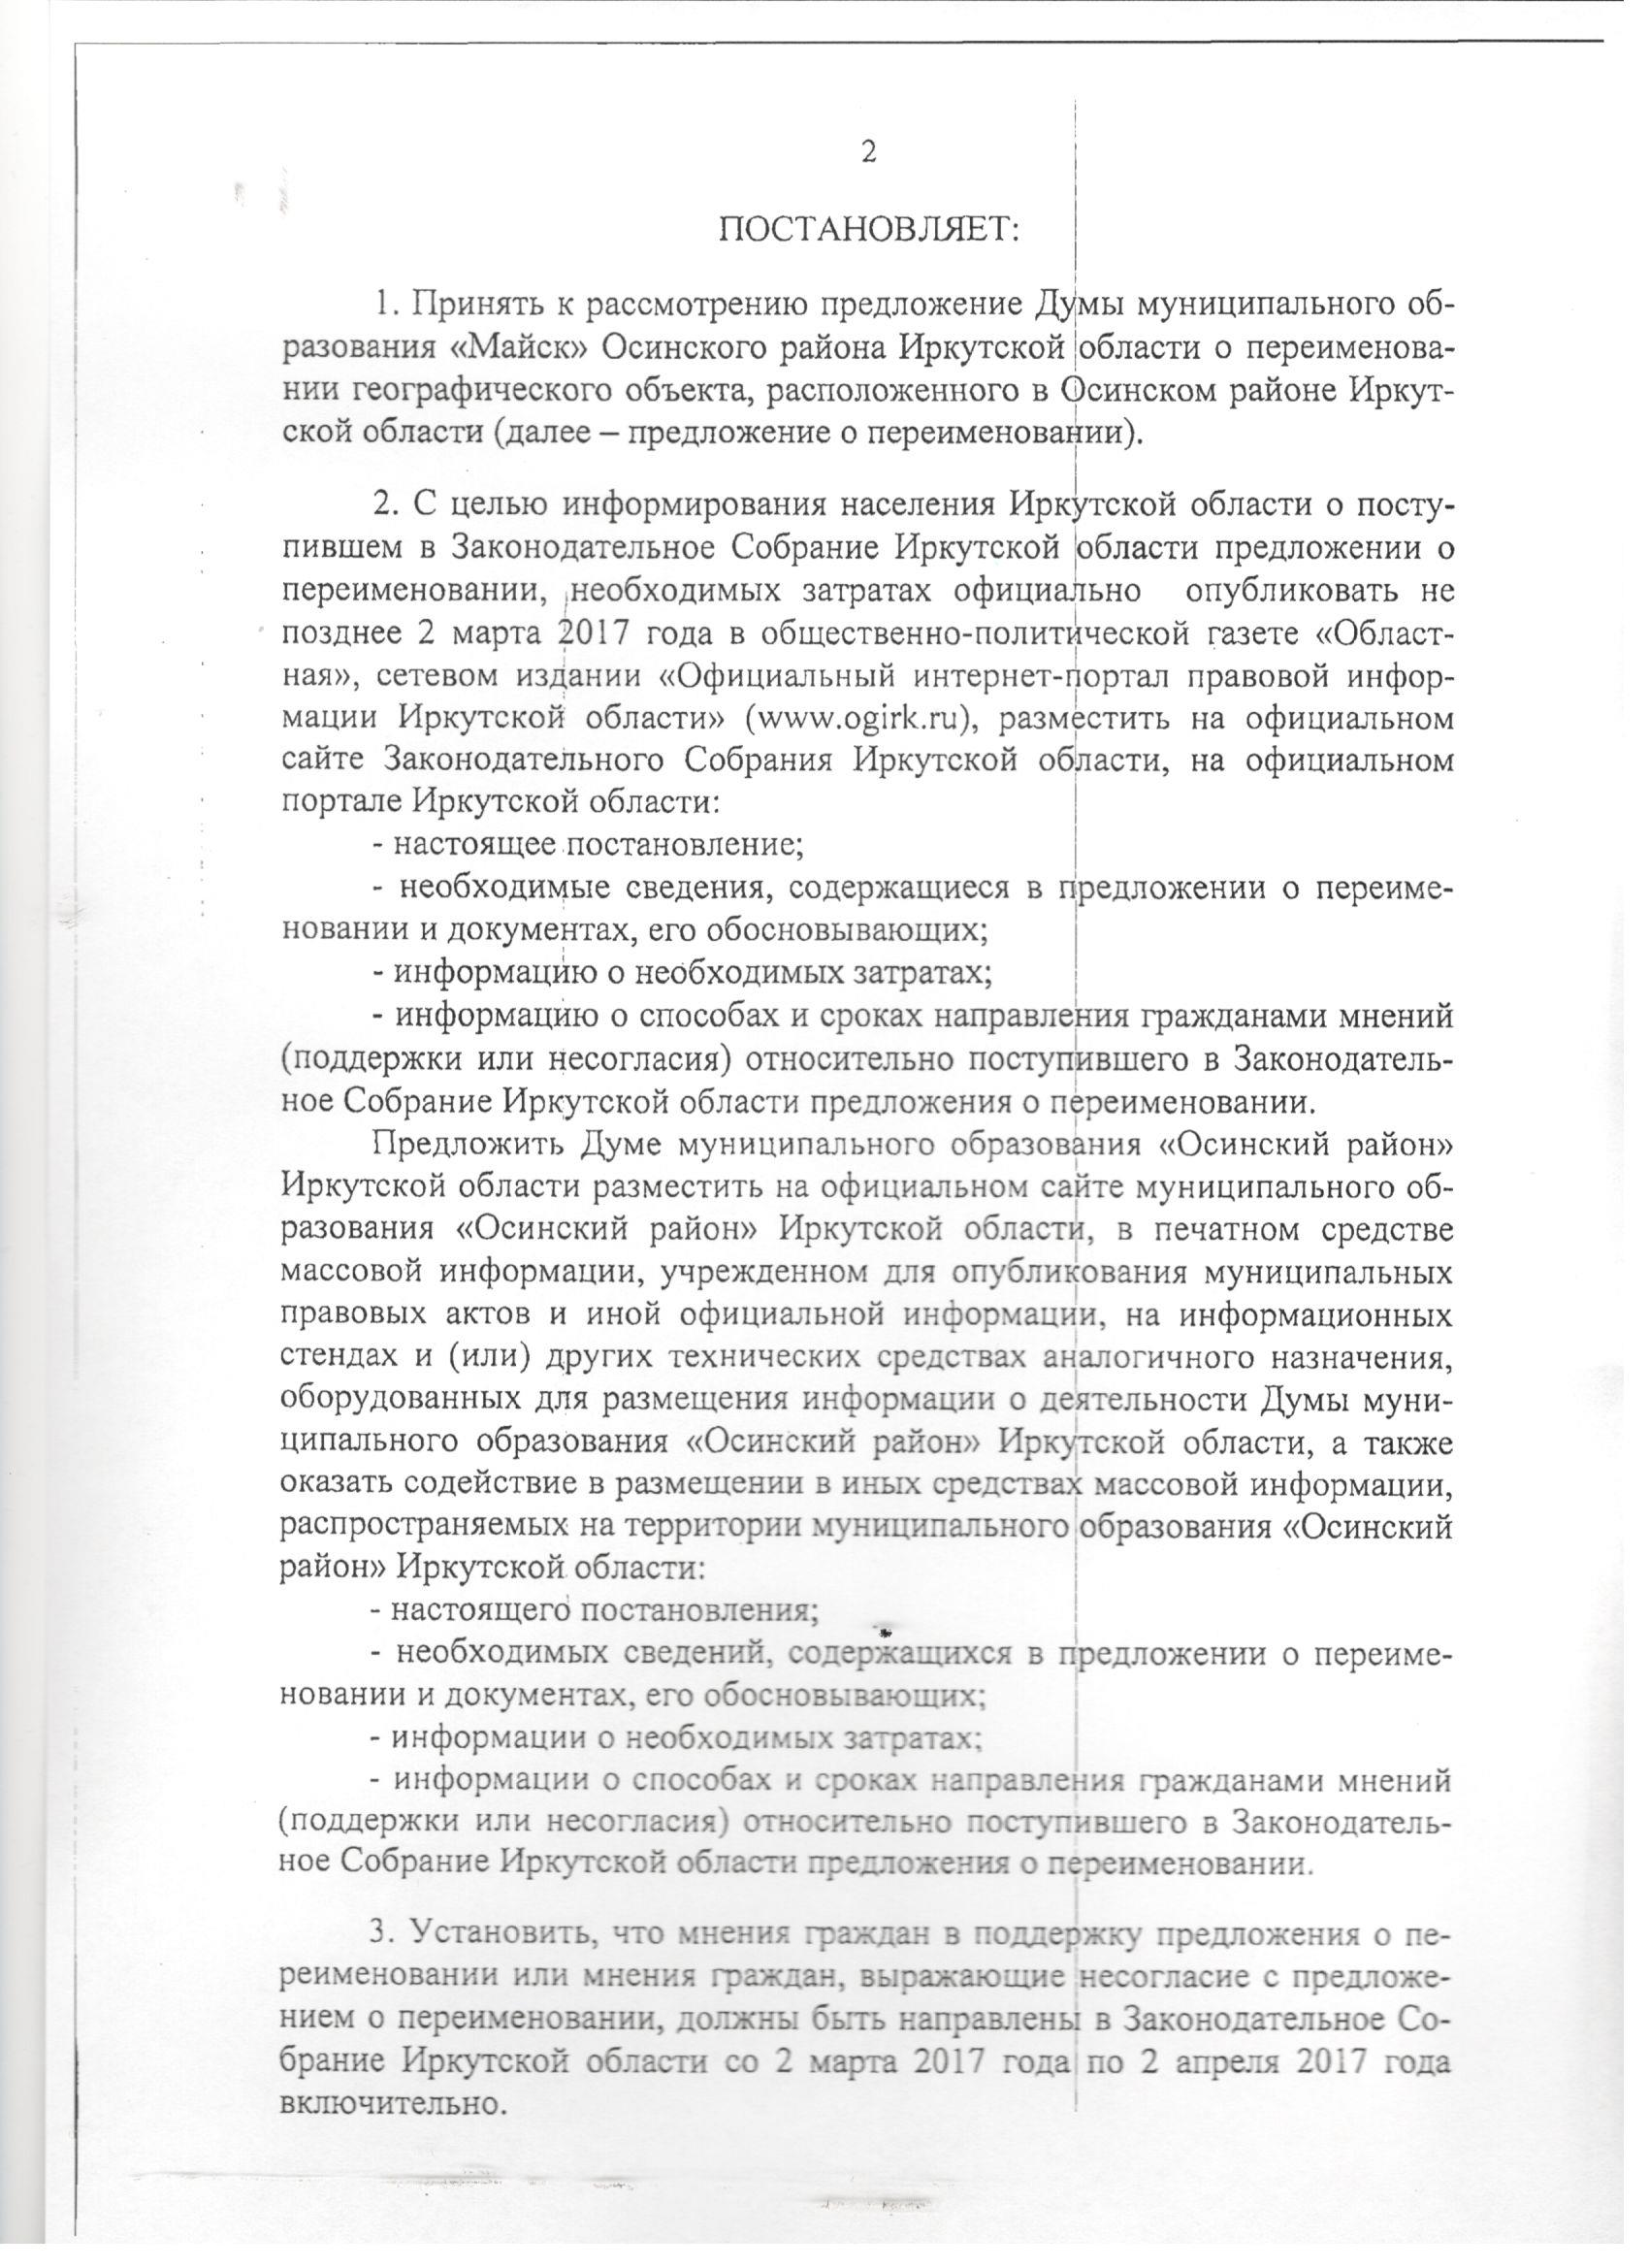 2
ПОСТАНОВЛЯЕТ:
1. Принять к рассмотрению предложение Думы муниципального об-
разования «Майск» Осинского района Иркутской области о переименова-
нии географического объекта, расположенного в Осинском районе Иркут-
ской области (далее – предложение о переименовании).
2. С целью информирования населения Иркутской области о посту-
пившем в Законодательное Собрание Иркутской области предложении о
переименовании, необходимых затратах официально опубликовать не
позднее 2 марта 2017 года в общественно-политической газете «Област-
ная», сетевом издании «Официальный интернет-портал правовой инфор-
мации Иркутской области» (www.ogirk.ru), разместить на официальном
сайте Законодательного Собрания Иркутской области, на официальном
портале Иркутской области:
- настоящее постановление;
- необходимые сведения, содержащиеся в предложении о переиме-
новании и документах, его обосновывающих;
- информацию о необходимых затратах;
- информацию о способах и сроках направления гражданами мнений
(поддержки или несогласия) относительно поступившего в Законодатель-
ное Собрание Иркутской области предложения о переименовании.
Предложить Думе муниципального образования «Осинский район»
Иркутской области разместить на официальном сайте муниципального об-
разования «Осинский район» Иркутской области, в печатном средстве
массовой информации, учрежденном для опубликования муниципальных
правовых актов и иной официальной информации, на информационных
стендах и (или) других технических средствах аналогичного назначения,
оборудованных для размещения информации о деятельности Думы муни-
ципального образования «Осинский район» Иркутской области, а также
оказать содействие в размещении в иных средствах массовой информации,
распространяемых на территории муниципального образования «Осинский
район» Иркутской области:
- настоящего постановления;
- необходимых сведений, содержащихся в предложении о переиме-
новании и документах, его обосновывающих;
- информации о необходимых затратах;
- информации о способах и сроках направления гражданами мнений
(поддержки или несогласия) относительно поступившего в Законодатель-
ное Собрание Иркутской области предложения о переименовании.
3. Установить, что мнения граждан в поддержку предложения о пе-
реименовании или мнения граждан, выражающие несогласие с предложе-
нием о переименовании, должны быть направлены в Законодательное Со-
брание Иркутской области со 2 марта 2017 года по 2 апреля 2017 года
включительно.